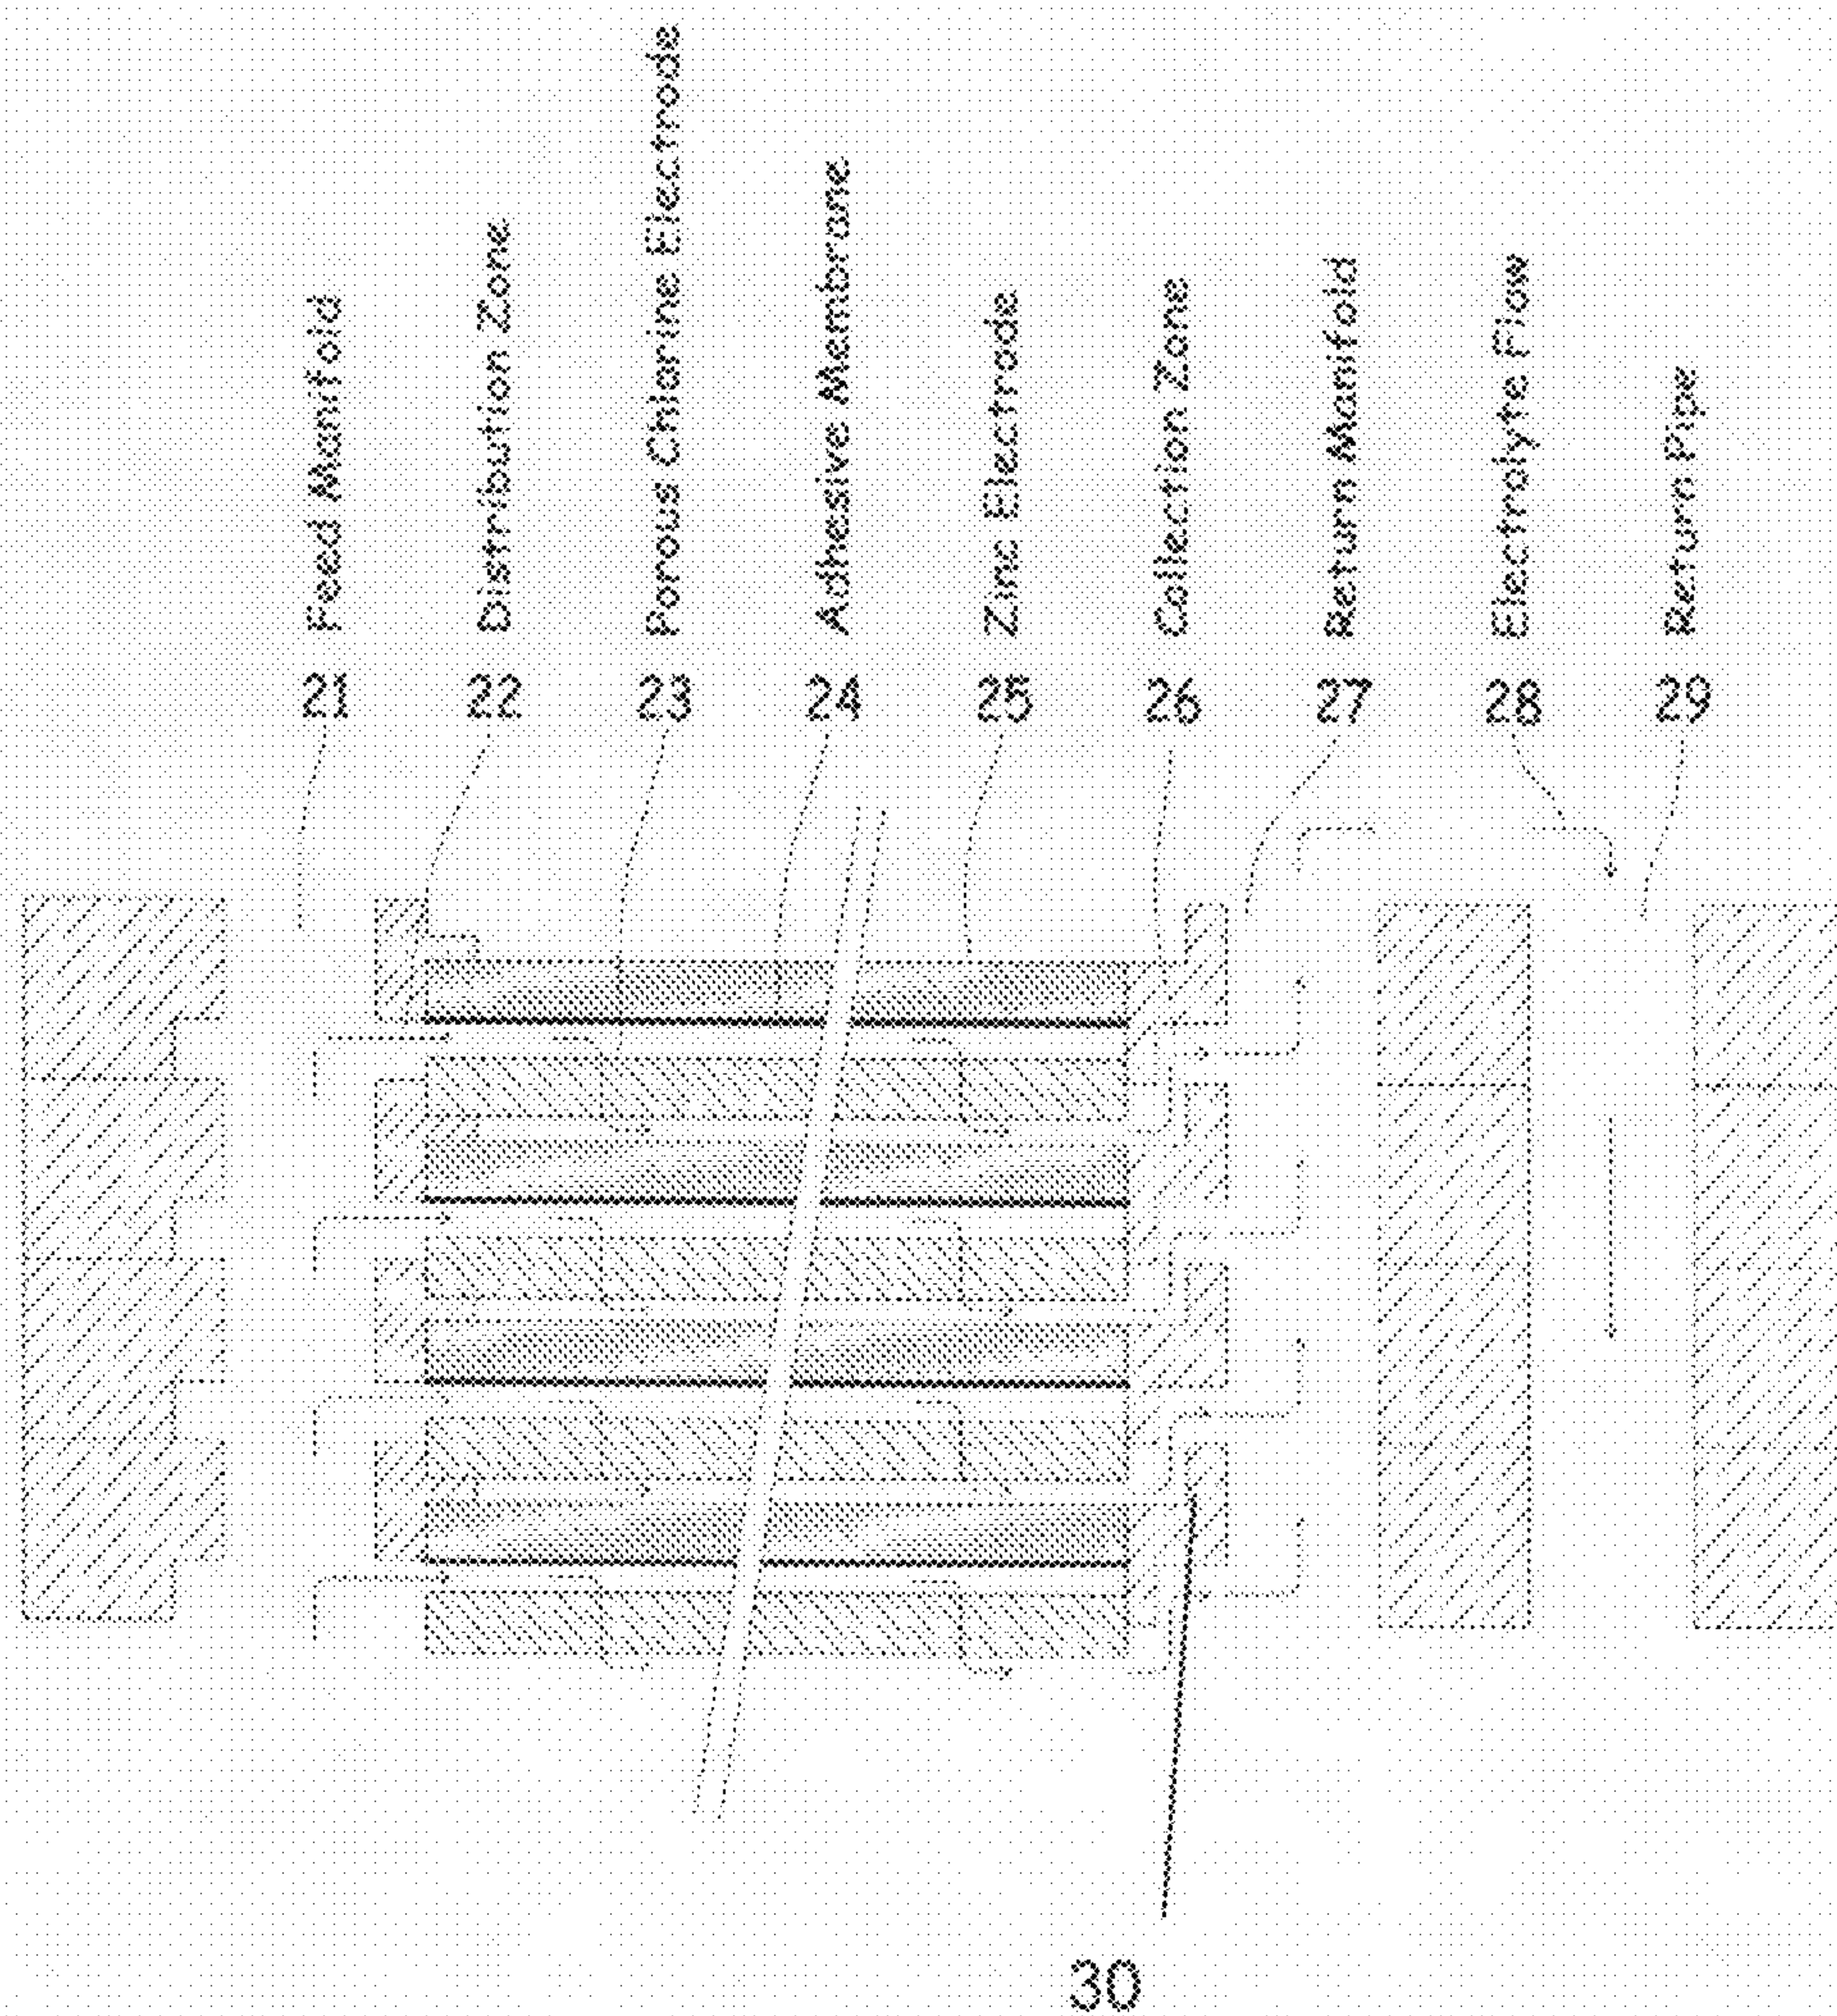 21 Feed Manifold
22 Distribution Zone
23 Porous Chlorine Electrode
24 Adhesive Membrane
25 Zinc Electrode
26 Collection Zone
27 Return Manifold
28 Electrolyte Flow
29 Return Pipe
30